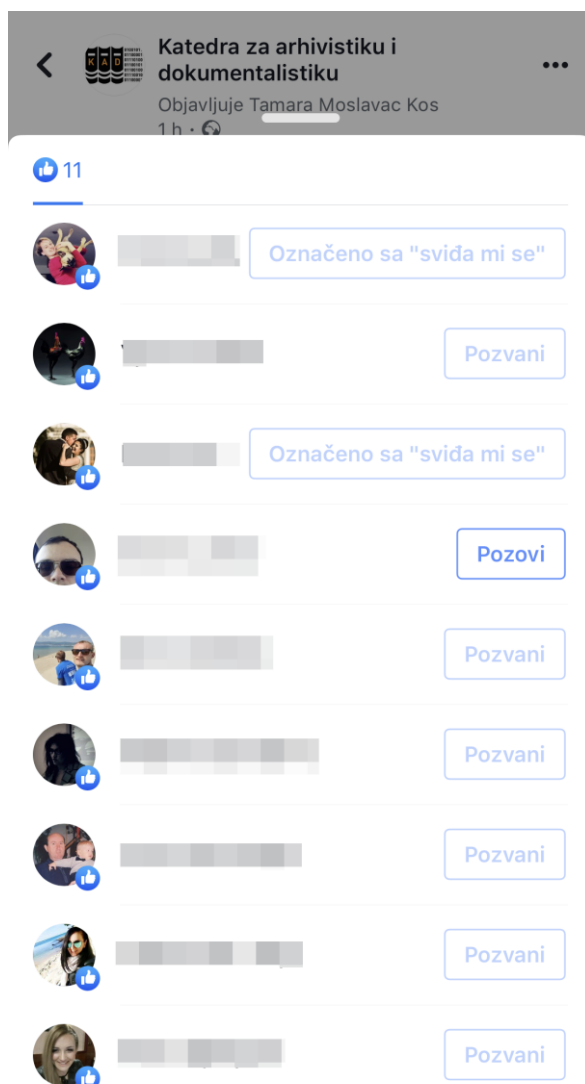 KAD
Katedra za arhivistiku i
dokumentalistiku
Objavljuje Tamara Moslavac Kos
1 h ·
11
Označeno sa "sviđa mi se"
Pozvani
Označeno sa "sviđa mi se"
Pozovi
Pozvani
Pozvani
Pozvani
Pozvani
Pozvani